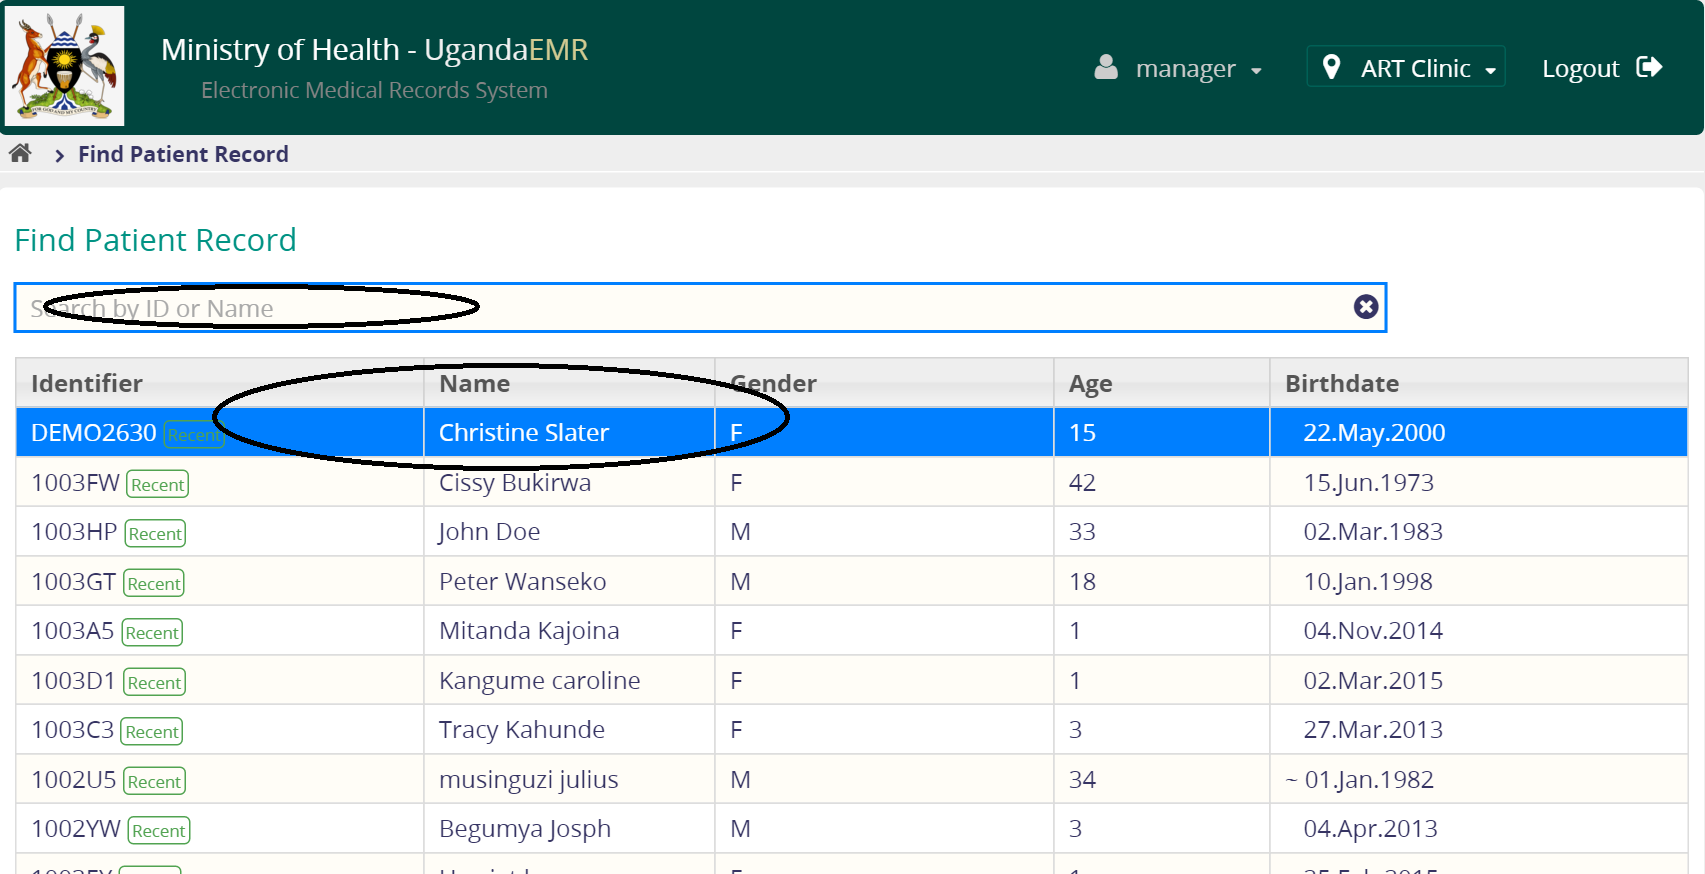 Ministry of Health - UgandaEMR
Electronic Medical Records System
manager
ART Clinic
Logout
Find Patient Record
Find Patient Record
Search by ID or Name
Identifier Name Gender Age Birthdate
DEMO2630 Recent Christine Slater F 15 22.May.2000
1003FW Recent Cissy Bukirwa F 42 15.Jun.1973
1003HP Recent John Doe M 33 02.Mar.1983
1003GT Recent Peter Wanseko M 18 10.Jan.1998
1003A5 Recent Mitanda Kajoina F 1 04.Nov.2014
1003D1 Recent Kangume caroline F 1 02.Mar.2015
1003C3 Recent Tracy Kahunde F 3 27.Mar.2013
1002U5 Recent musinguzi julius M 34 ~ 01.Jan.1982
1002YW Recent Begumya Josph M 3 04.Apr.2013